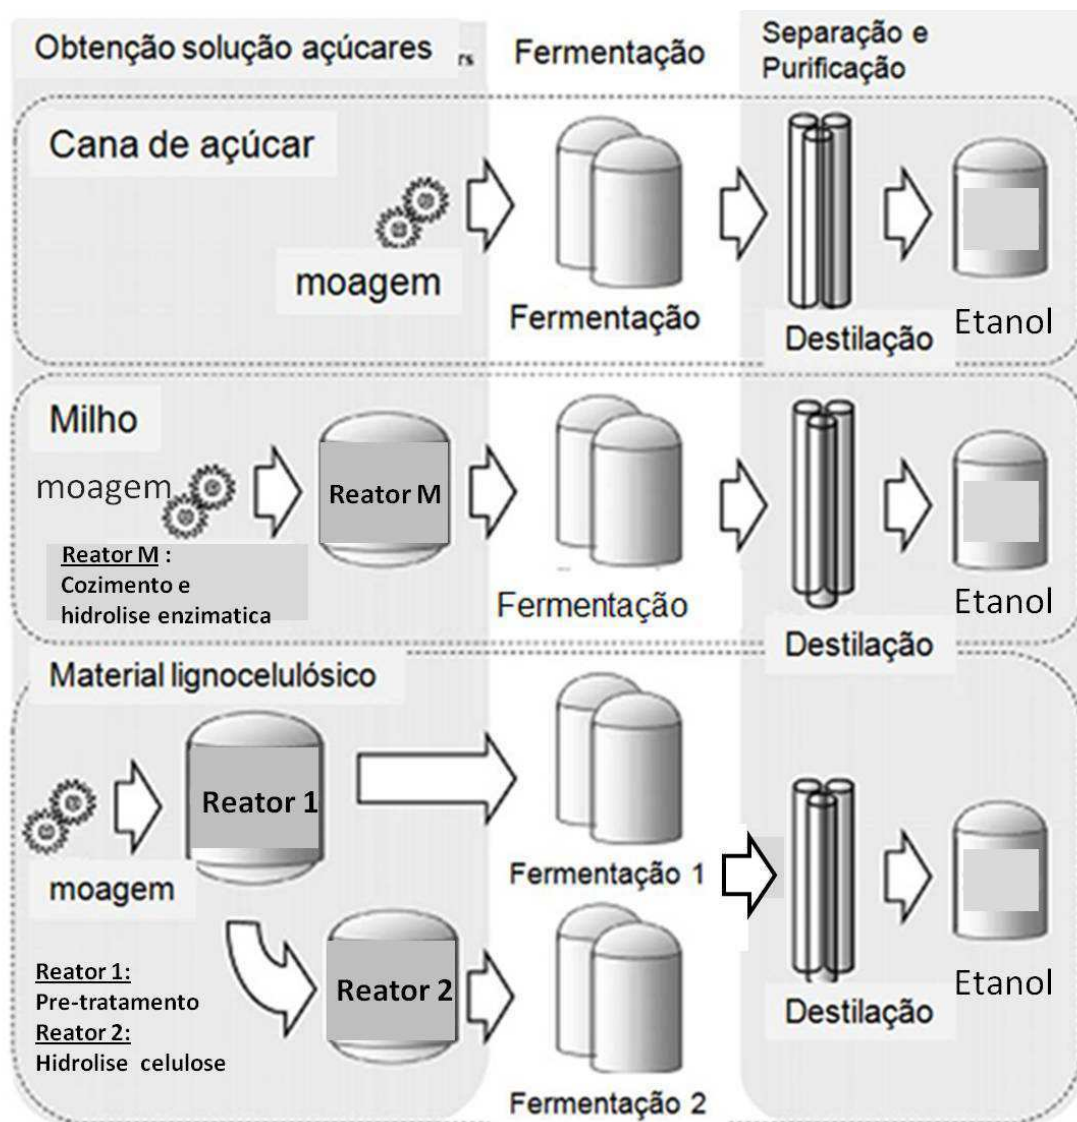 Obtenção solução açúcares
rs
Fermentação
Separação e
Purificação
Cana de açúcar
moagem
Fermentação
Destilação
Etanol
Milho
moagem
Reator M
Reator M :
Cozimento e
hidrolise enzimatica
Fermentação
Destilação
Etanol
Material lignocelulósico
Reator 1
moagem
Fermentação 1
Reator 1:
Pre-tratamento
Reator 2:
Hidrolise celulose
Reator 2
Fermentação 2
Destilação
Etanol